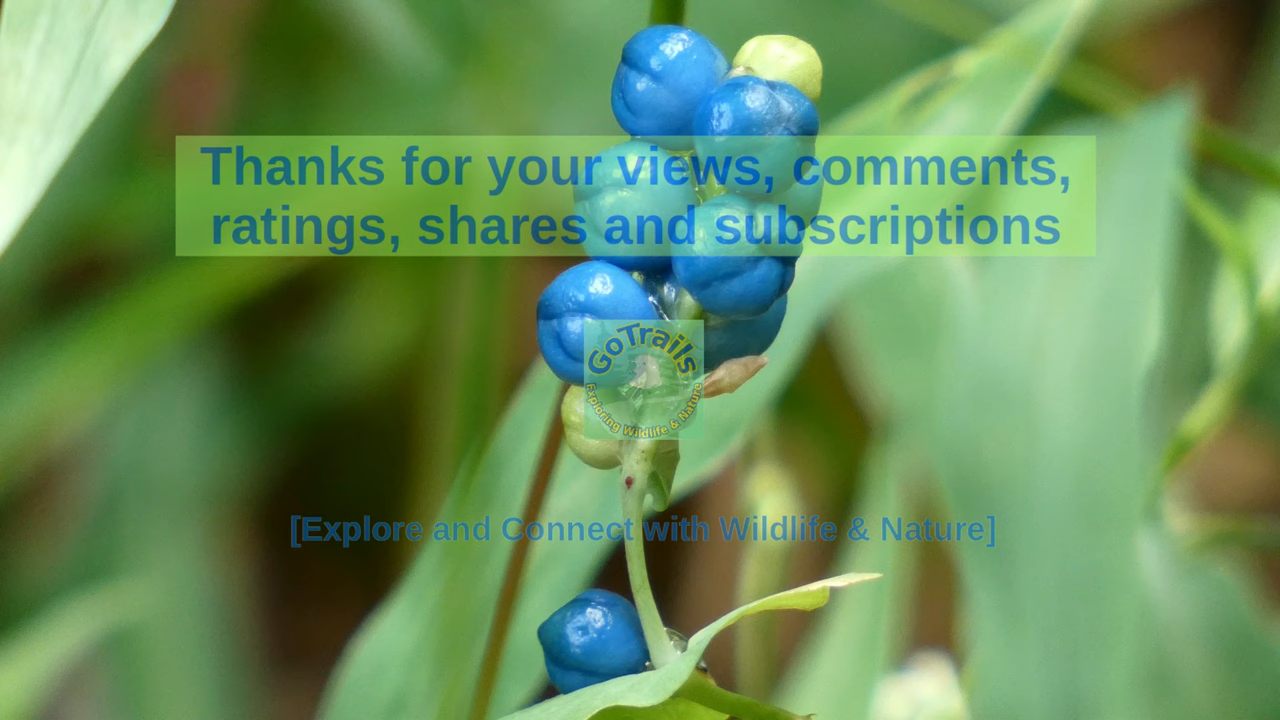 Thanks for your views, comments,
ratings, shares and subscriptions
GoTrails
Exploring Wildlife & Nature
[Explore and Connect with Wildlife & Nature]